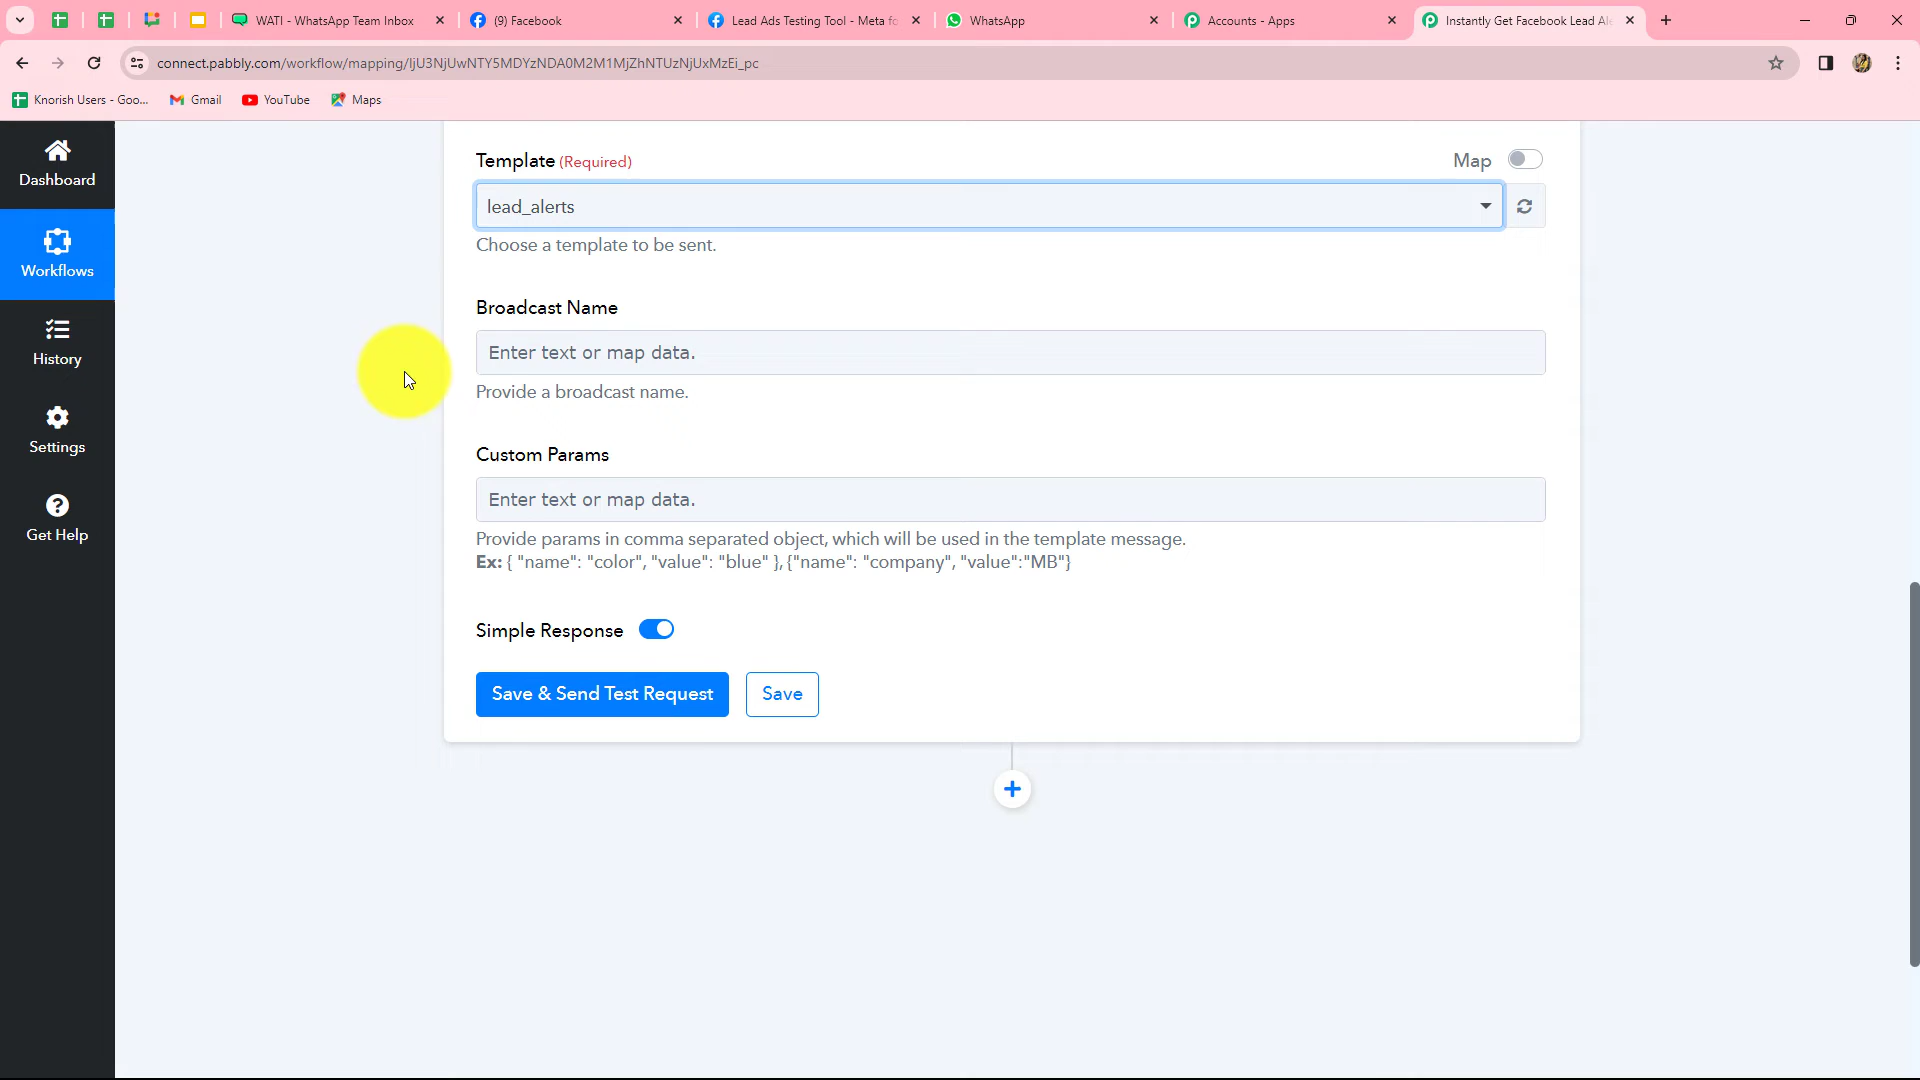 WATI - WhatsApp Team Inbox
(9) Facebook
Lead Ads Testing Tool - Meta fo
WhatsApp
Accounts - Apps
Instantly Get Facebook Lead Al
connect.pabbly.com/workflow/mapping/IjU3NjUwNTY5MDYzNDA0M2M1MjZhNTUzNjUxMzEi_pc
Knorish Users - Goo...
Gmail
YouTube
Maps
Dashboard
Workflows
History
Settings
Get Help
Template (Required)
Map
lead_alerts
Choose a template to be sent.
Broadcast Name
Enter text or map data.
Provide a broadcast name.
Custom Params
Enter text or map data.
Provide params in comma separated object, which will be used in the template message.
Ex: { "name": "color", "value": "blue" }, {"name": "company", "value":"MB"}
Simple Response
Save & Send Test Request
Save